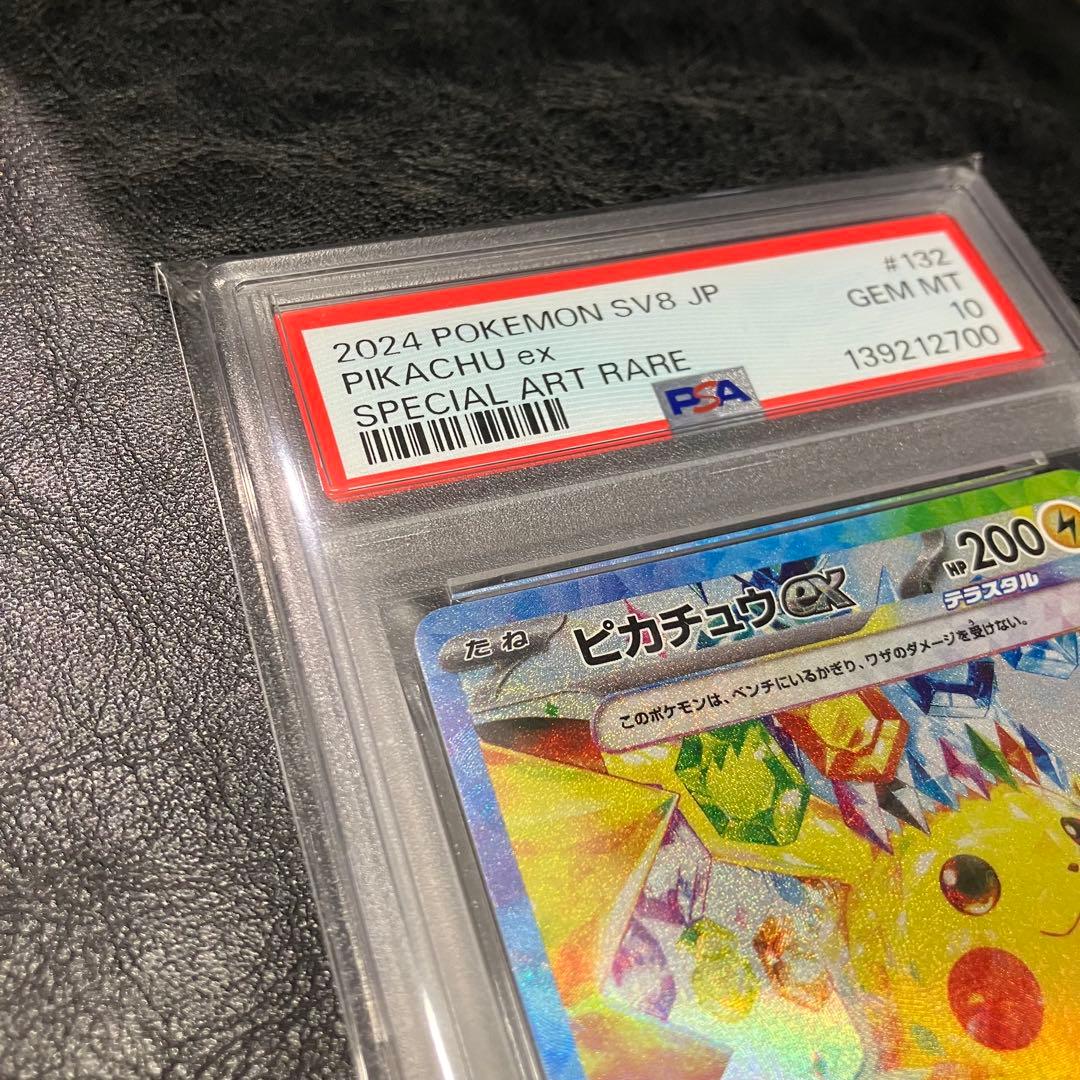 2024 POKEMON SV8 JP
#132
PIKACHU ex
GEM MT
SPECIAL ART RARE
10
139212700
PSA
たね
ピカチュウex
HP200
テラスタル
このポケモンは、ベンチにいるかぎり、ワザのダメージを受けない。